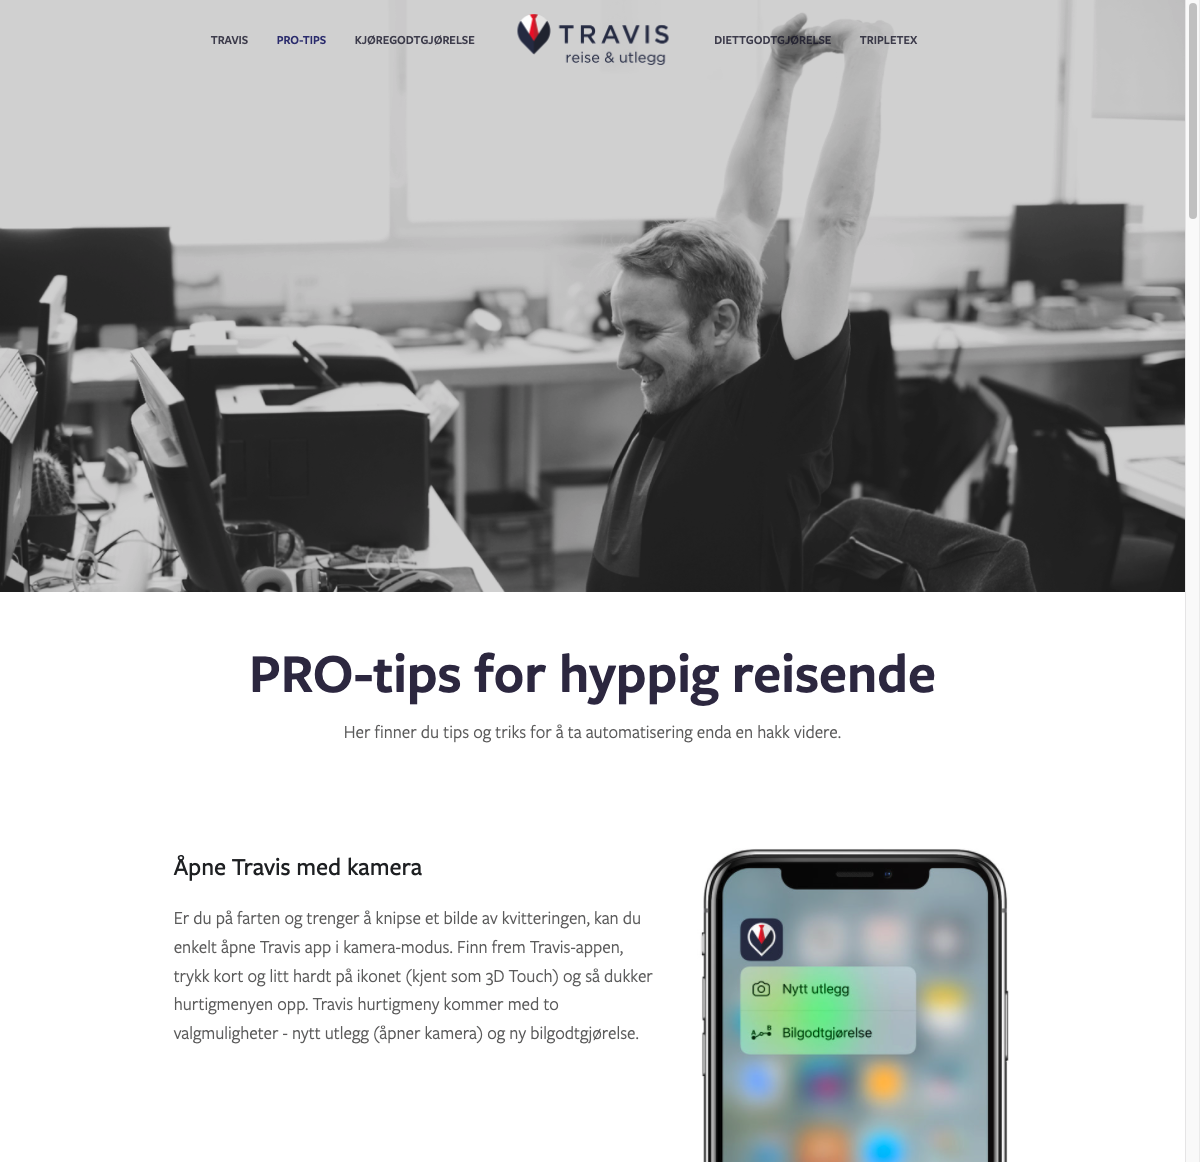 TRAVIS
PRO-TIPS
KJØREGODTGJØRELSE
TRAVIS
reise & utlegg
DIETTGODTGJØRELSE
TRIPLETEX
PRO-tips for hyppig reisende
Her finner du tips og triks for å ta automatisering enda en hakk videre.
Åpne Travis med kamera
Er du på farten og trenger å knipse et bilde av kvitteringen, kan du
enkelt åpne Travis app i kamera-modus. Finn frem Travis-appen,
trykk kort og litt hardt på ikonet (kjent som 3D Touch) og så dukker
hurtigmenyen opp. Travis hurtigmeny kommer med to
valgmuligheter - nytt utlegg (åpner kamera) og ny bilgodtgjørelse.
Nytt utlegg
A B
Bilgodtgjørelse